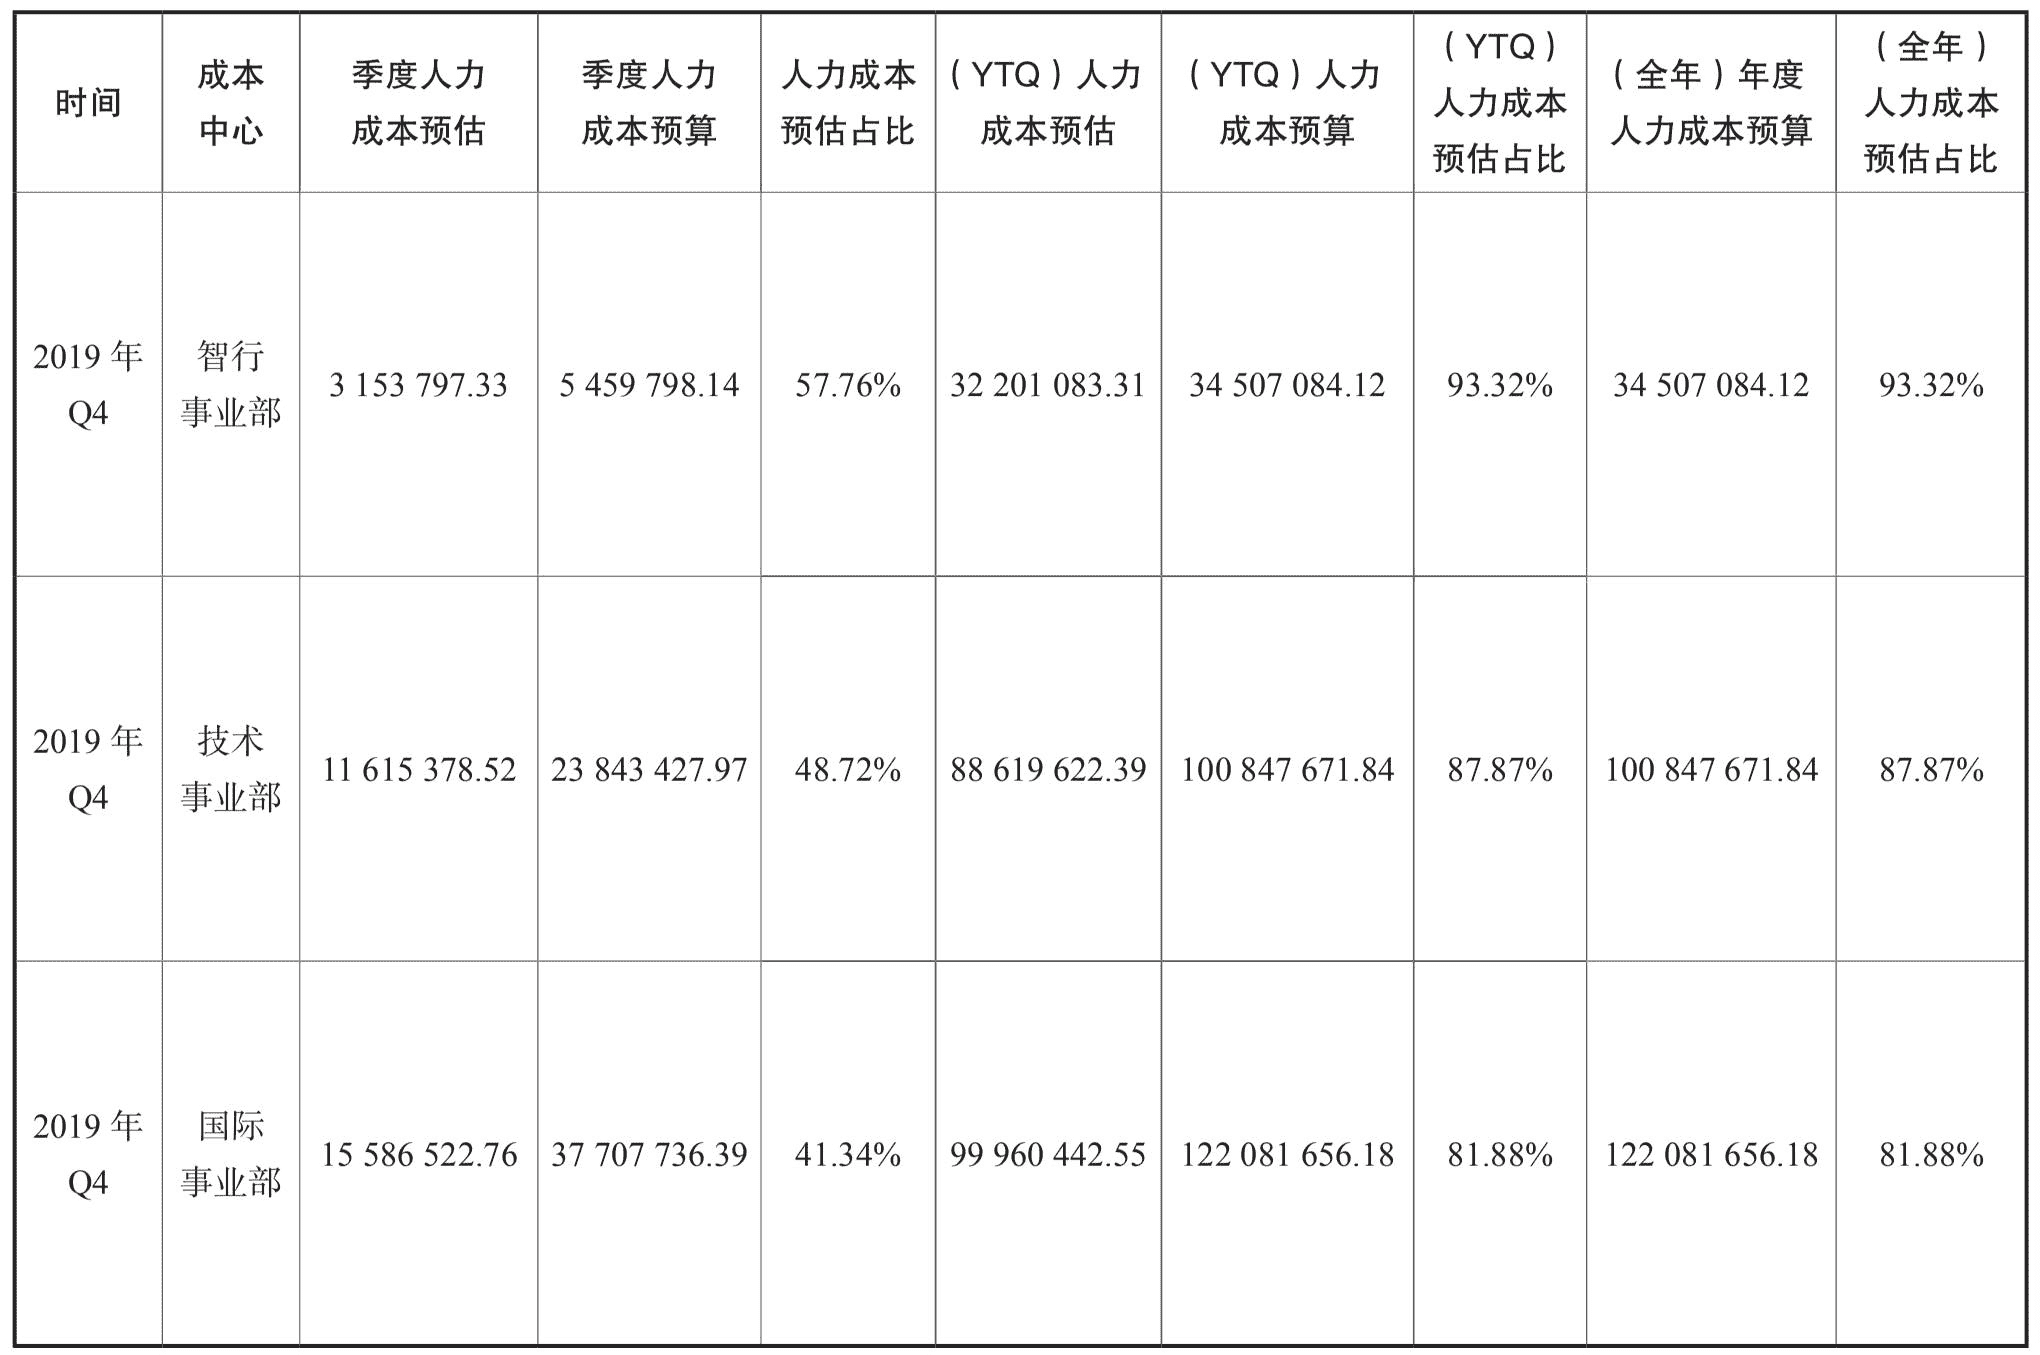 时间
成本
中心
季度人力
成本预估
季度人力
成本预算
人力成本
预估占比
（YTQ）人力
成本预估
（YTQ）人力
成本预算
（YTQ）
人力成本
预估占比
（全年）年度
人力成本预算
（全年）
人力成本
预估占比
2019 年
Q4
智行
事业部
3 153 797.33
5 459 798.14
57.76%
32 201 083.31
34 507 084.12
93.32%
34 507 084.12
93.32%
2019 年
Q4
技术
事业部
11 615 378.52
23 843 427.97
48.72%
88 619 622.39
100 847 671.84
87.87%
100 847 671.84
87.87%
2019 年
Q4
国际
事业部
15 586 522.76
37 707 736.39
41.34%
99 960 442.55
122 081 656.18
81.88%
122 081 656.18
81.88%